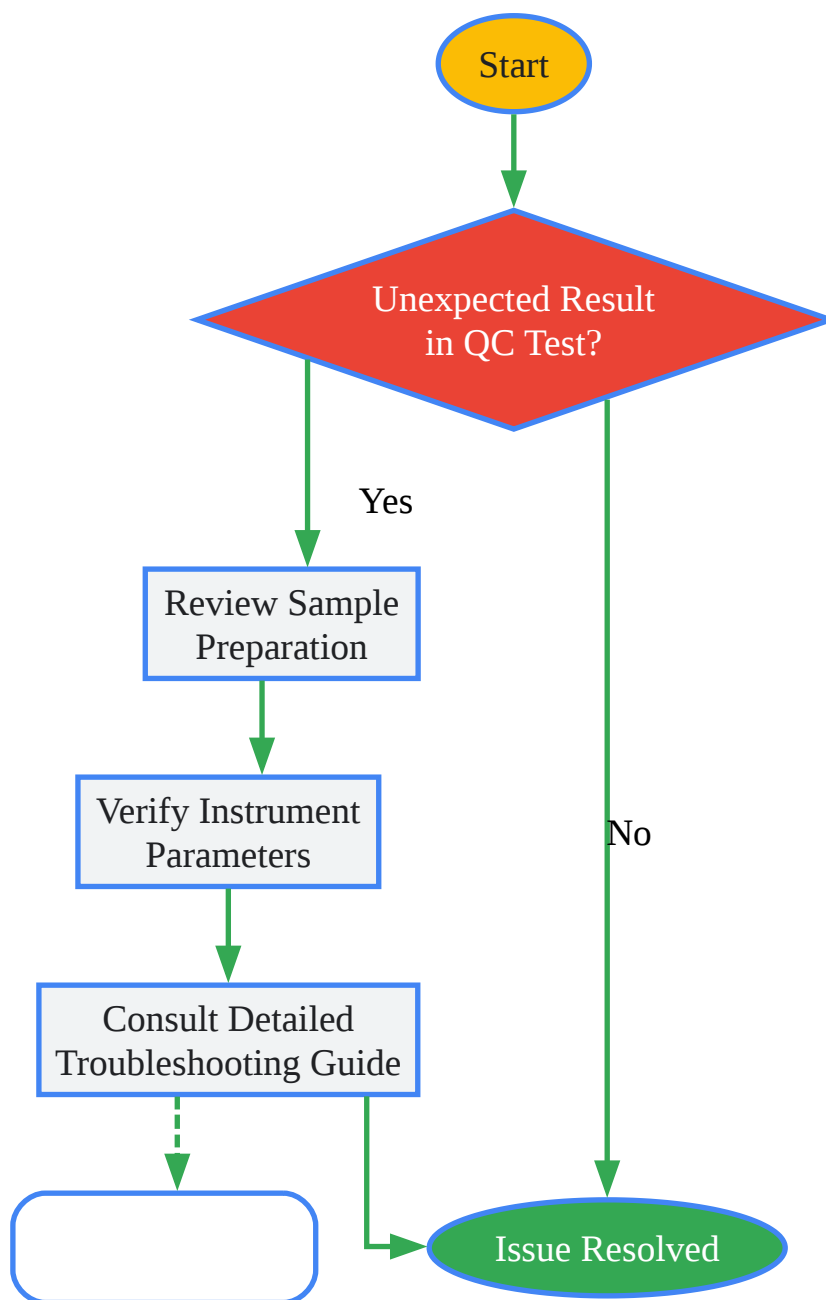 Start
Unexpected Result
in QC Test?
Yes
Review Sample
Preparation
Verify Instrument
Parameters
No
Consult Detailed
Troubleshooting Guide
Issue Resolved